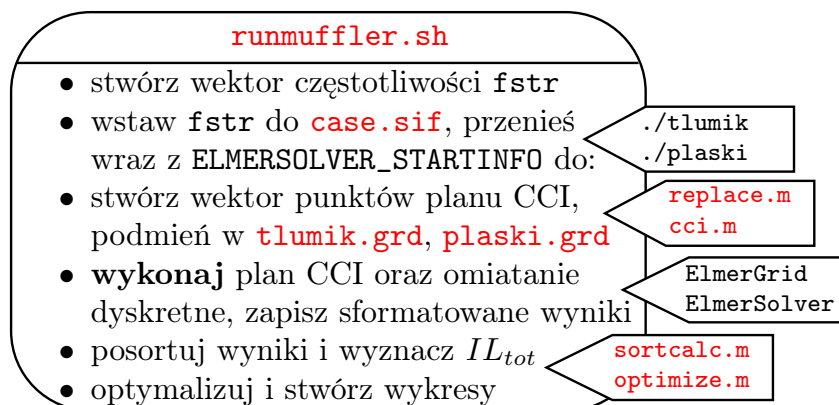 runmuffler.sh
• stwórz wektor częstotliwości fstr
• wstaw fstr do case.sif, przenieś
wraz z ELMERSOLVER_STARTINFO do:
./tlumik
./plaski
• stwórz wektor punktów planu CCI,
podmień w tlumik.grd, plaski.grd
replace.m
cci.m
• wykonaj plan CCI oraz omiatanie
dyskretne, zapisz sformatowane wyniki
ElmerGrid
ElmerSolver
• posortuj wyniki i wyznacz IL_tot
• optymalizuj i stwórz wykresy
sortcalc.m
optimize.m